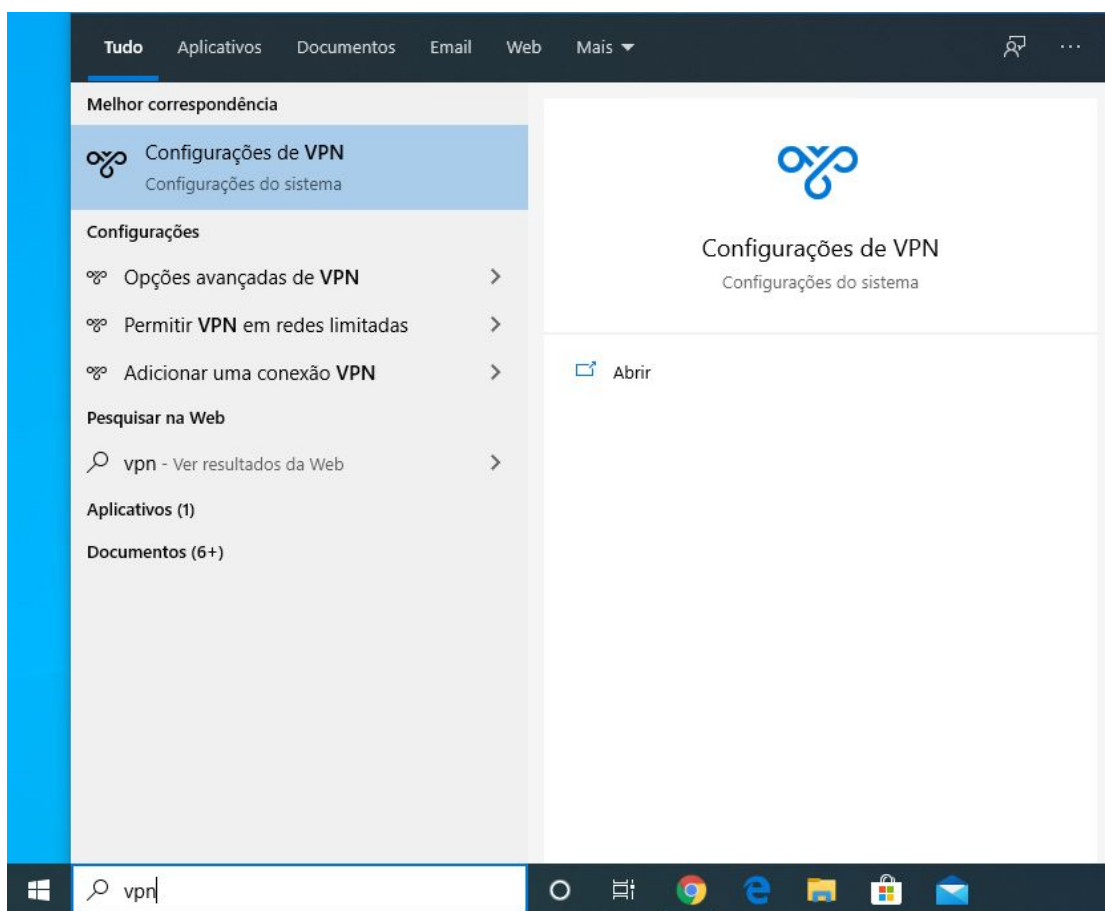 Tudo Aplicativos Documentos Email Web Mais
Melhor correspondência
Configurações de VPN
Configurações do sistema
Configurações
Opções avançadas de VPN
Permitir VPN em redes limitadas
Adicionar uma conexão VPN
Pesquisar na Web
vpn - Ver resultados da Web
Aplicativos (1)
Documentos (6+)
Configurações de VPN
Configurações do sistema
Abrir
vpn